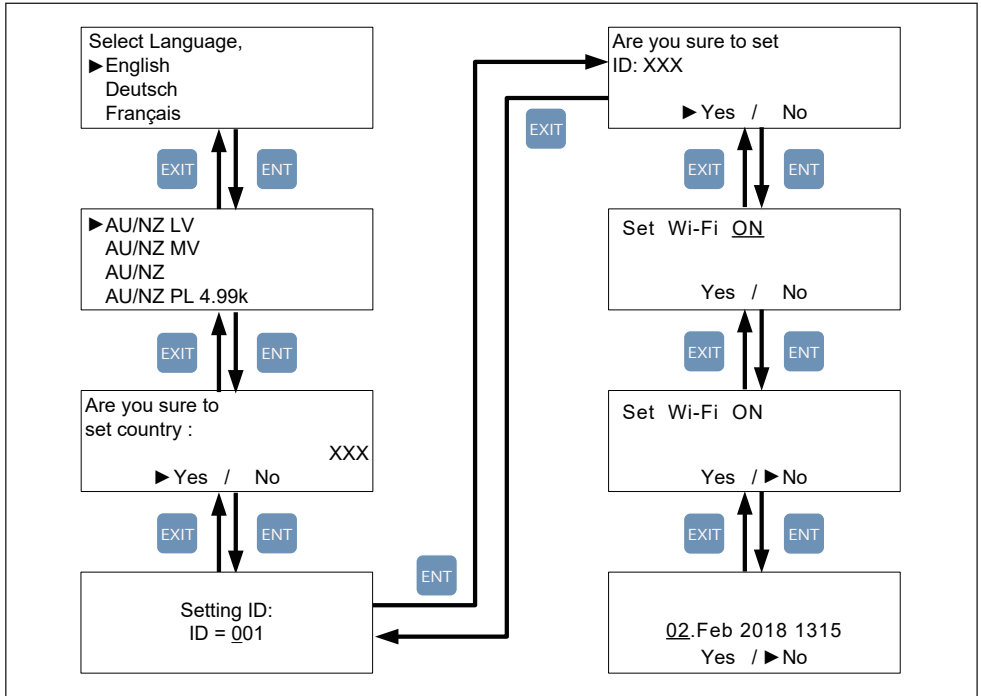 Select Language,
►English
Deutsch
Français
EXIT ENT
►AU/NZ LV
AU/NZ MV
AU/NZ
AU/NZ PL 4.99k
EXIT ENT
Are you sure to
set country :
XXX
►Yes / No
EXIT ENT
Setting ID:
ID = 001
ENT
EXIT
Are you sure to set
ID: XXX
►Yes / No
EXIT ENT
Set Wi-Fi ON
Yes / No
EXIT ENT
Set Wi-Fi ON
Yes / ►No
EXIT ENT
02.Feb 2018 1315
Yes / ►No